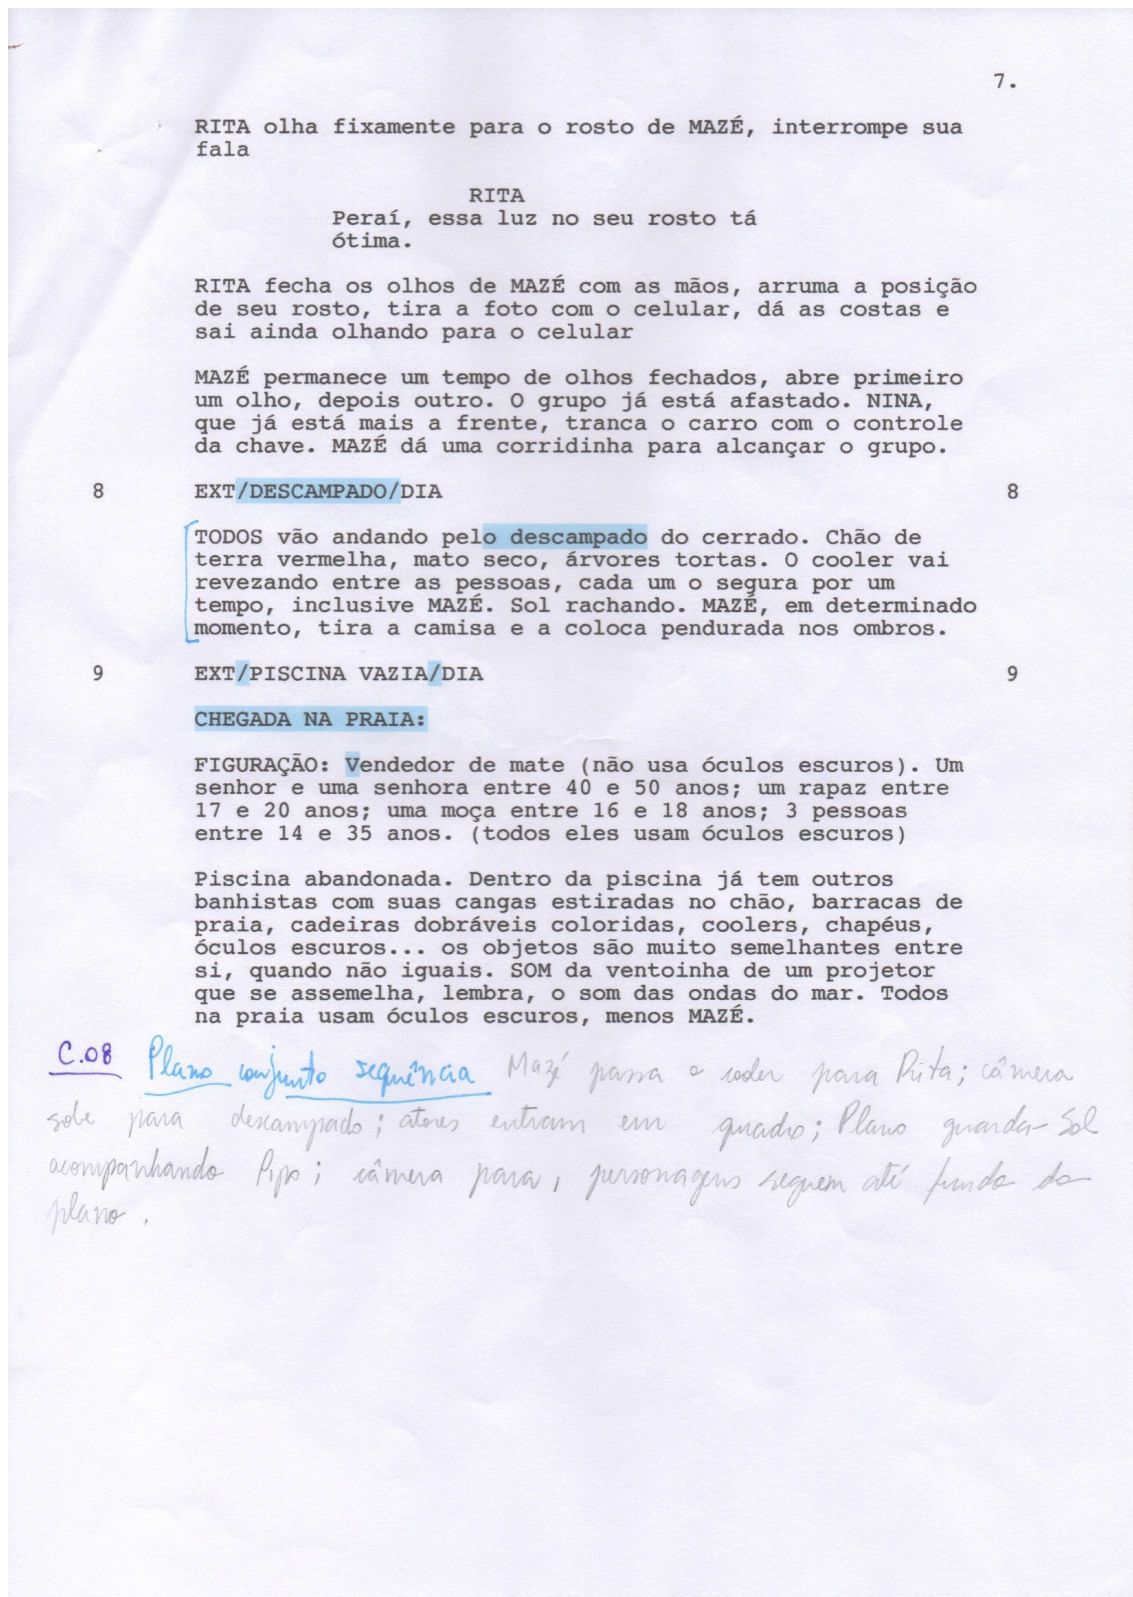 7.
RITA olha fixamente para o rosto de MAZÉ, interrompe sua
fala
RITA
Peraí, essa luz no seu rosto tá
ótima.
RITA fecha os olhos de MAZÉ com as mãos, arruma a posição
de seu rosto, tira a foto com o celular, dá as costas e
sai ainda olhando para o celular
MAZÉ permanece um tempo de olhos fechados, abre primeiro
um olho, depois outro. O grupo já está afastado. NINA,
que já está mais a frente, tranca o carro com o controle
da chave. MAZÉ dá uma corridinha para alcançar o grupo.
8 EXT/DESCAMPADO/DIA 8
TODOS vão andando pelo descampado do cerrado. Chão de
terra vermelha, mato seco, árvores tortas. O cooler vai
revezando entre as pessoas, cada um o segura por um
tempo, inclusive MAZÉ. Sol rachando. MAZÉ, em determinado
momento, tira a camisa e a coloca pendurada nos ombros.
9 EXT/PISCINA VAZIA/DIA 9
CHEGADA NA PRAIA:
FIGURAÇÃO: Vendedor de mate (não usa óculos escuros). Um
senhor e uma senhora entre 40 e 50 anos; um rapaz entre
17 e 20 anos; uma moça entre 16 e 18 anos; 3 pessoas
entre 14 e 35 anos. (todos eles usam óculos escuros)
Piscina abandonada. Dentro da piscina já tem outros
banhistas com suas cangas estiradas no chão, barracas de
praia, cadeiras dobráveis coloridas, coolers, chapéus,
óculos escuros... os objetos são muito semelhantes entre
si, quando não iguais. SOM da ventoinha de um projetor
que se assemelha, lembra, o som das ondas do mar. Todos
na praia usam óculos escuros, menos MAZÉ.
C.08 Plano conjunto sequência Mazé passa o cooler para Rita; câmera
sobe para descampado; atores entram em quadro; Plano guarda-Sol
acompanhando Pipo; câmera para, personagens seguem até fundo do
plano.